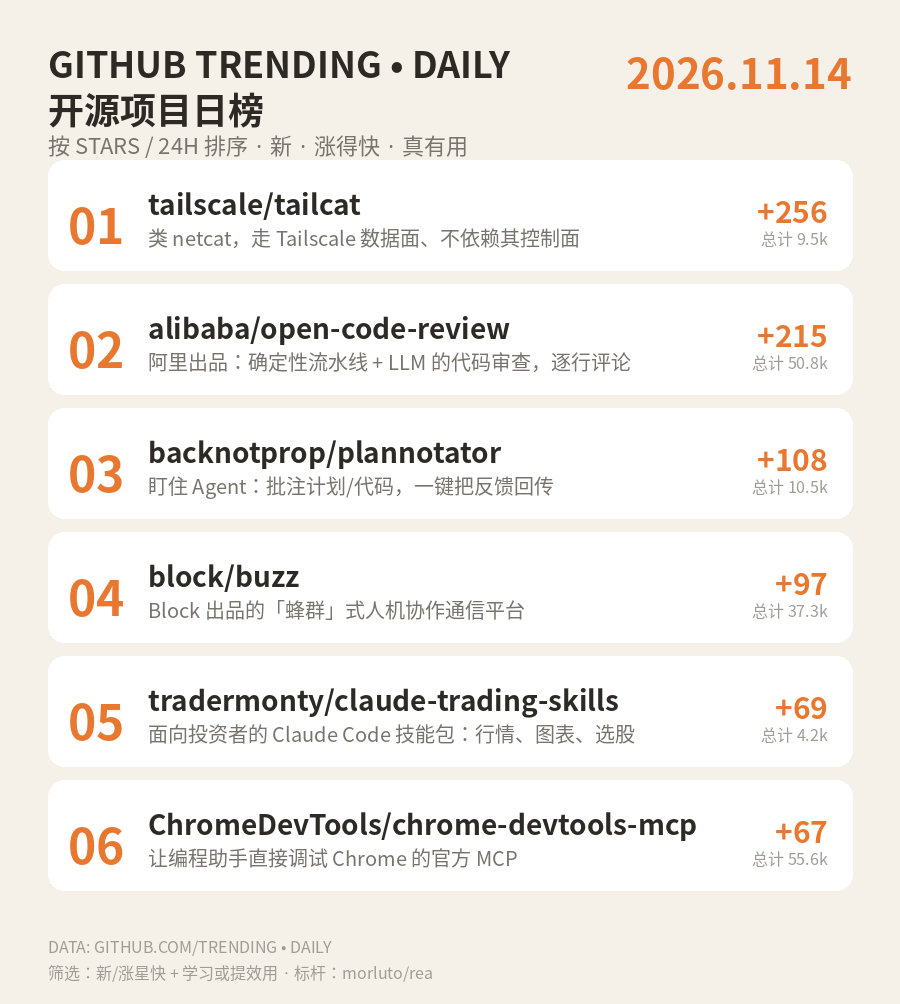 GITHUB TRENDING • DAILY
2026.11.14
开源项目日榜
按 STARS / 24H 排序 · 新 · 涨得快 · 真有用
01
tailscale/tailcat
类 netcat，走 Tailscale 数据面、不依赖其控制面
+256
总计 9.5k
02
alibaba/open-code-review
阿里出品：确定性流水线 + LLM 的代码审查，逐行评论
+215
总计 50.8k
03
backnotprop/plannotator
盯住 Agent：批注计划/代码，一键把反馈回传
+108
总计 10.5k
04
block/buzz
Block 出品的「蜂群」式人机协作通信平台
+97
总计 37.3k
05
tradermonty/claude-trading-skills
面向投资者的 Claude Code 技能包：行情、图表、选股
+69
总计 4.2k
06
ChromeDevTools/chrome-devtools-mcp
让编程助手直接调试 Chrome 的官方 MCP
+67
总计 55.6k
DATA: GITHUB.COM/TRENDING • DAILY
筛选：新/涨星快 + 学习或提效用 · 标杆：morluto/rea